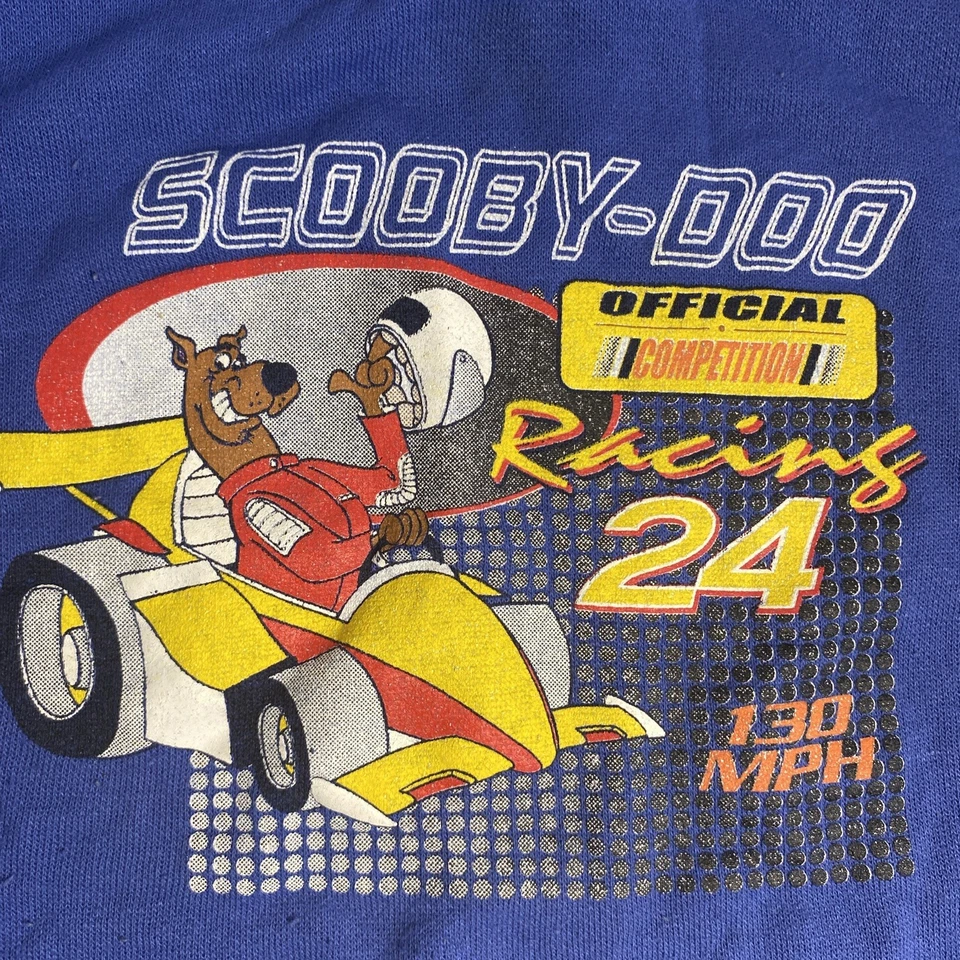 SCOOBY-DOO
OFFICIAL
COMPETITION
Racing
24
130
MPH